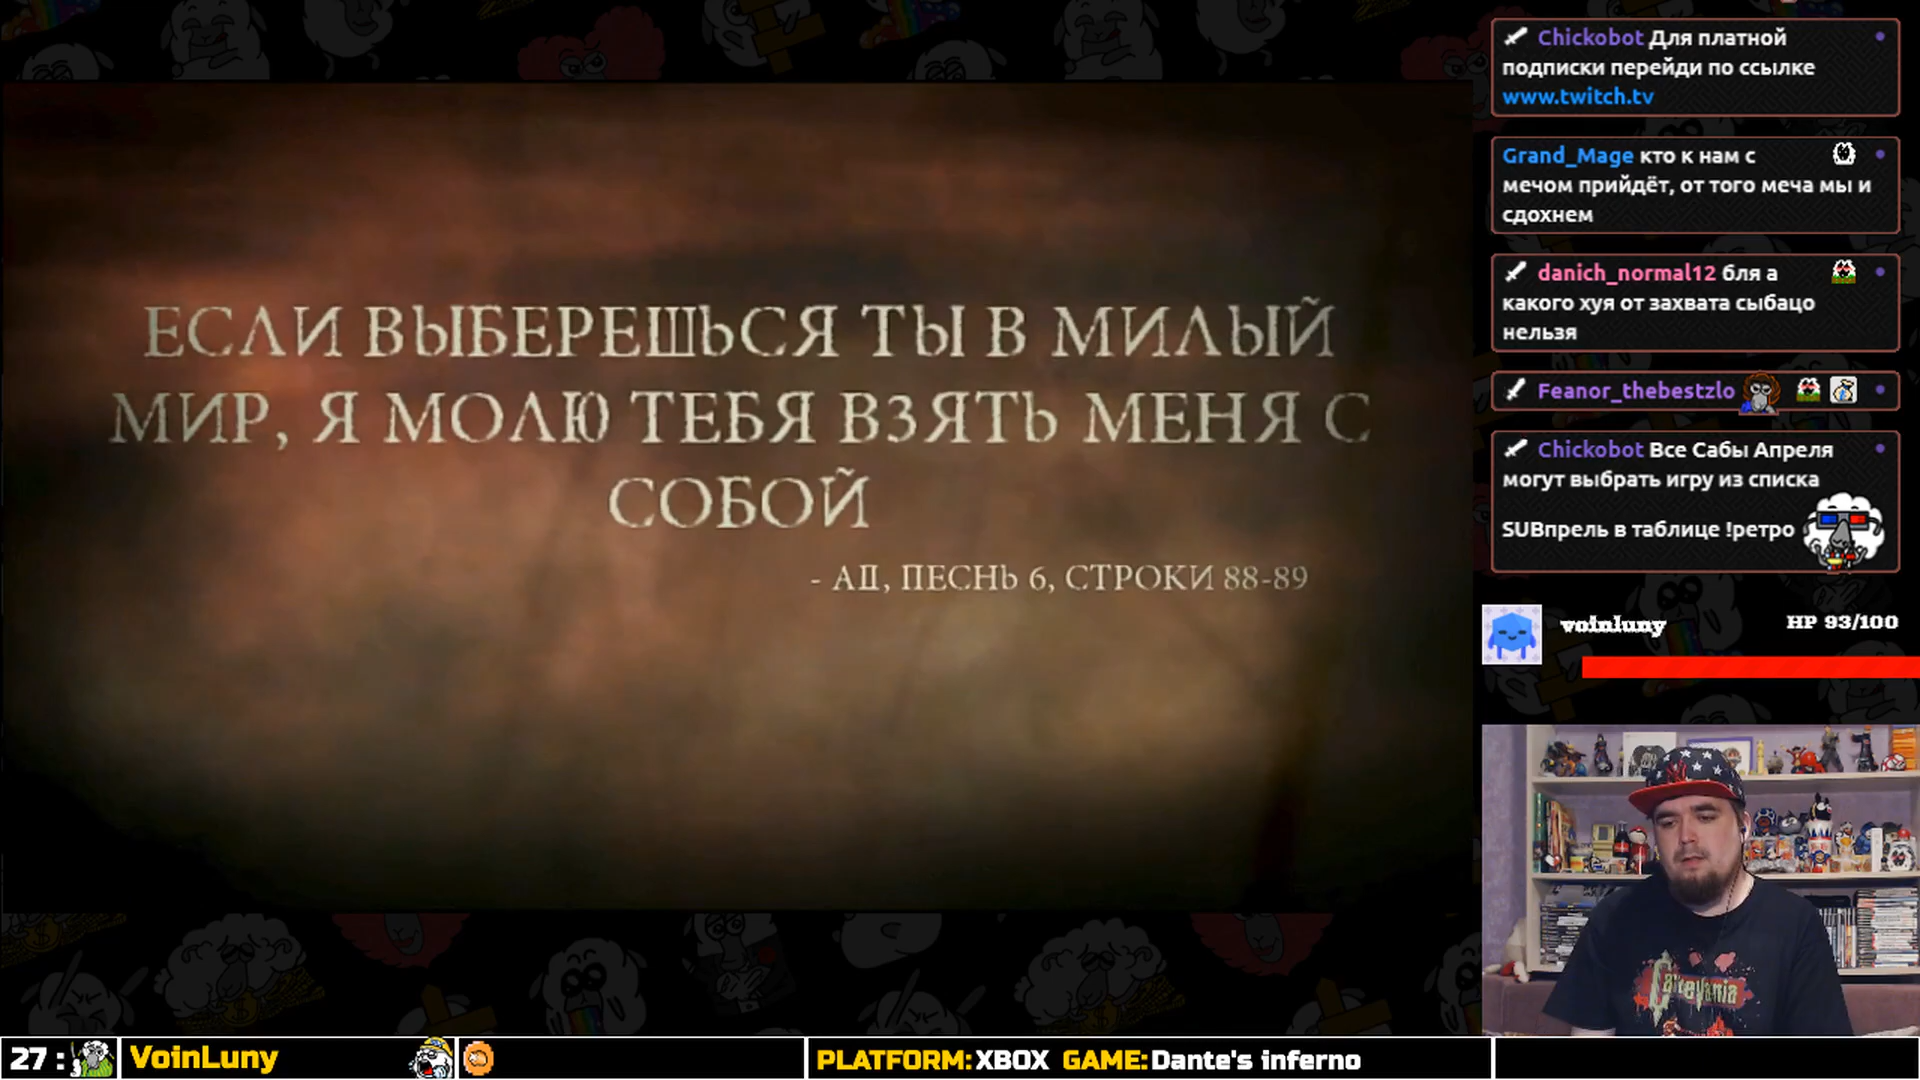 ЕСЛИ ВЫБЕРЕШЬСЯ ТЫ В МИЛЫЙ
МИР, Я МОЛЮ ТЕБЯ ВЗЯТЬ МЕНЯ С
СОБОЙ
- АД, ПЕСНЬ 6, СТРОКИ 88-89
Chickobot Для платной
подписки перейди по ссылке
www.twitch.tv
Grand_Mage кто к нам с
мечом прийдёт, от того меча мы и
сдохнем
danich_normal12 бля а
какого хуя от захвата сыбацо
нельзя
Feanor_thebestzlo
Chickobot Все Сабы Апреля
могут выбрать игру из списка
SUBпрель в таблице !ретро
voinluny
HP 93/100
Castlevania
27 :
VoinLuny
PLATFORM: XBOX GAME: Dante's inferno